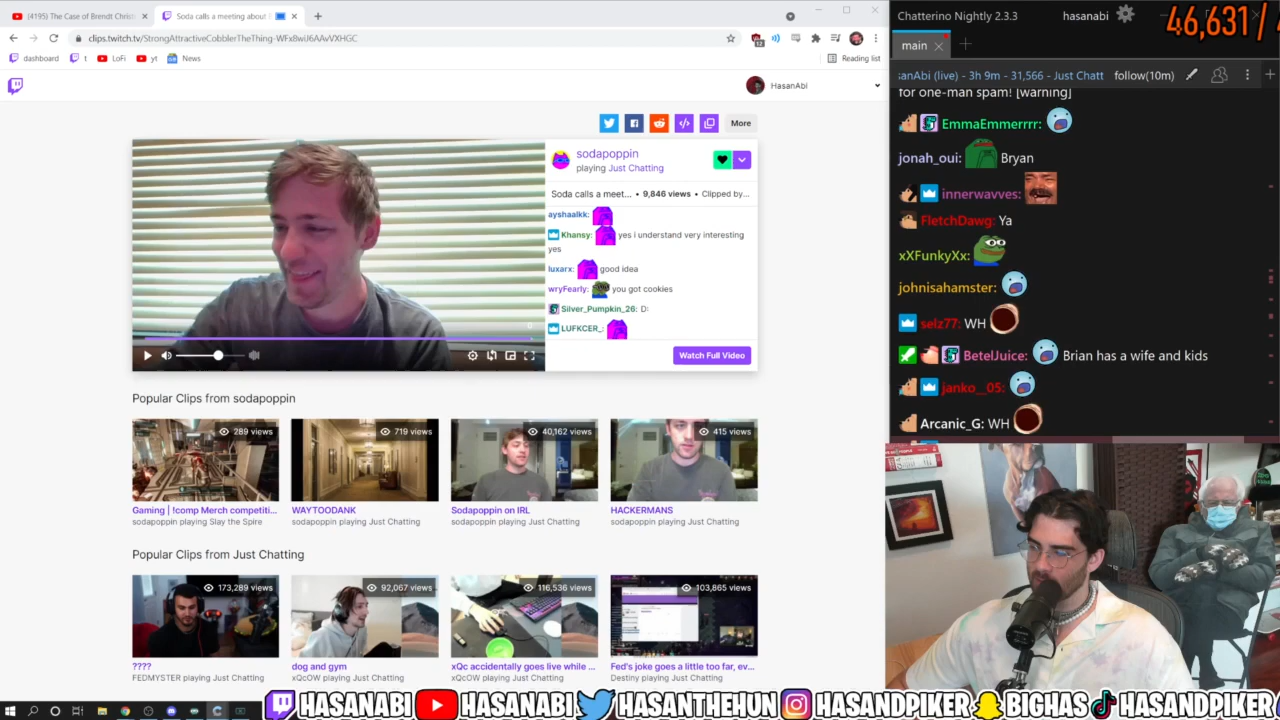 (4195) The Case of Brendt Christ
Soda calls a meeting about
clips.twitch.tv/StrongAttractiveCobblerTheThing-WFx8wiJ6AAvVXHGC
12
dashboard
t
LoFi
yt
News
Reading list
HasanAbi
More
sodapoppin
playing Just Chatting
Soda calls a meet... • 9,846 views • Clipped by...
ayshaalkk:
Khansy: yes i understand very interesting
yes
luxarx: good idea
wryFearly: you got cookies
Silver_Pumpkin_26: D:
LUFKCER_:
Watch Full Video
Popular Clips from sodapoppin
289 views
719 views
40,162 views
415 views
Gaming | !comp Merch competiti...
WAYTOODANK
Sodapoppin on IRL
HACKERMANS
sodapoppin playing Slay the Spire
sodapoppin playing Just Chatting
sodapoppin playing Just Chatting
sodapoppin playing Just Chatting
Popular Clips from Just Chatting
173,289 views
92,067 views
116,536 views
103,865 views
????
dog and gym
xQc accidentally goes live while ...
Fed's joke goes a little too far, ev...
FEDMYSTER playing Just Chatting
xQcOW playing Just Chatting
xQcOW playing Just Chatting
Destiny playing Just Chatting
Chatterino Nightly 2.3.3
hasanabi
46,631 /
main
sanAbi (live) - 3h 9m - 31,566 - Just Chatt
follow(10m)
for one-man spam! [warning]
EmmaEmmerrrr:
jonah_oui: Bryan
innerwavves:
FletchDawg: Ya
xXFunkyXx:
johnisahamster:
selz77: WH
BetelJuice: Brian has a wife and kids
janko__05:
Arcanic_G: WH
HASANABI
HASANABI
HASANTHEHUN
HASANDPIKER
BIGHAS
HASANDPIKER